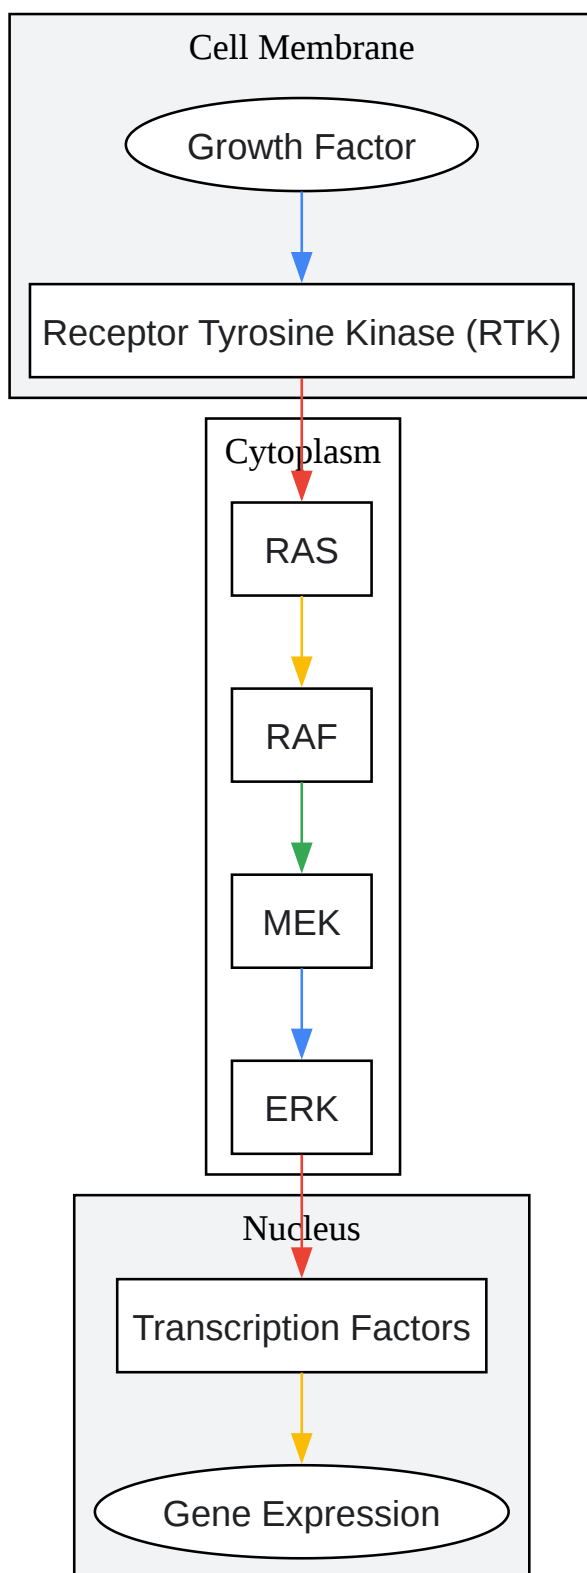 Cell Membrane
Growth Factor
Receptor Tyrosine Kinase (RTK)
Cytoplasm
RAS
RAF
MEK
ERK
Nucleus
Transcription Factors
Gene Expression